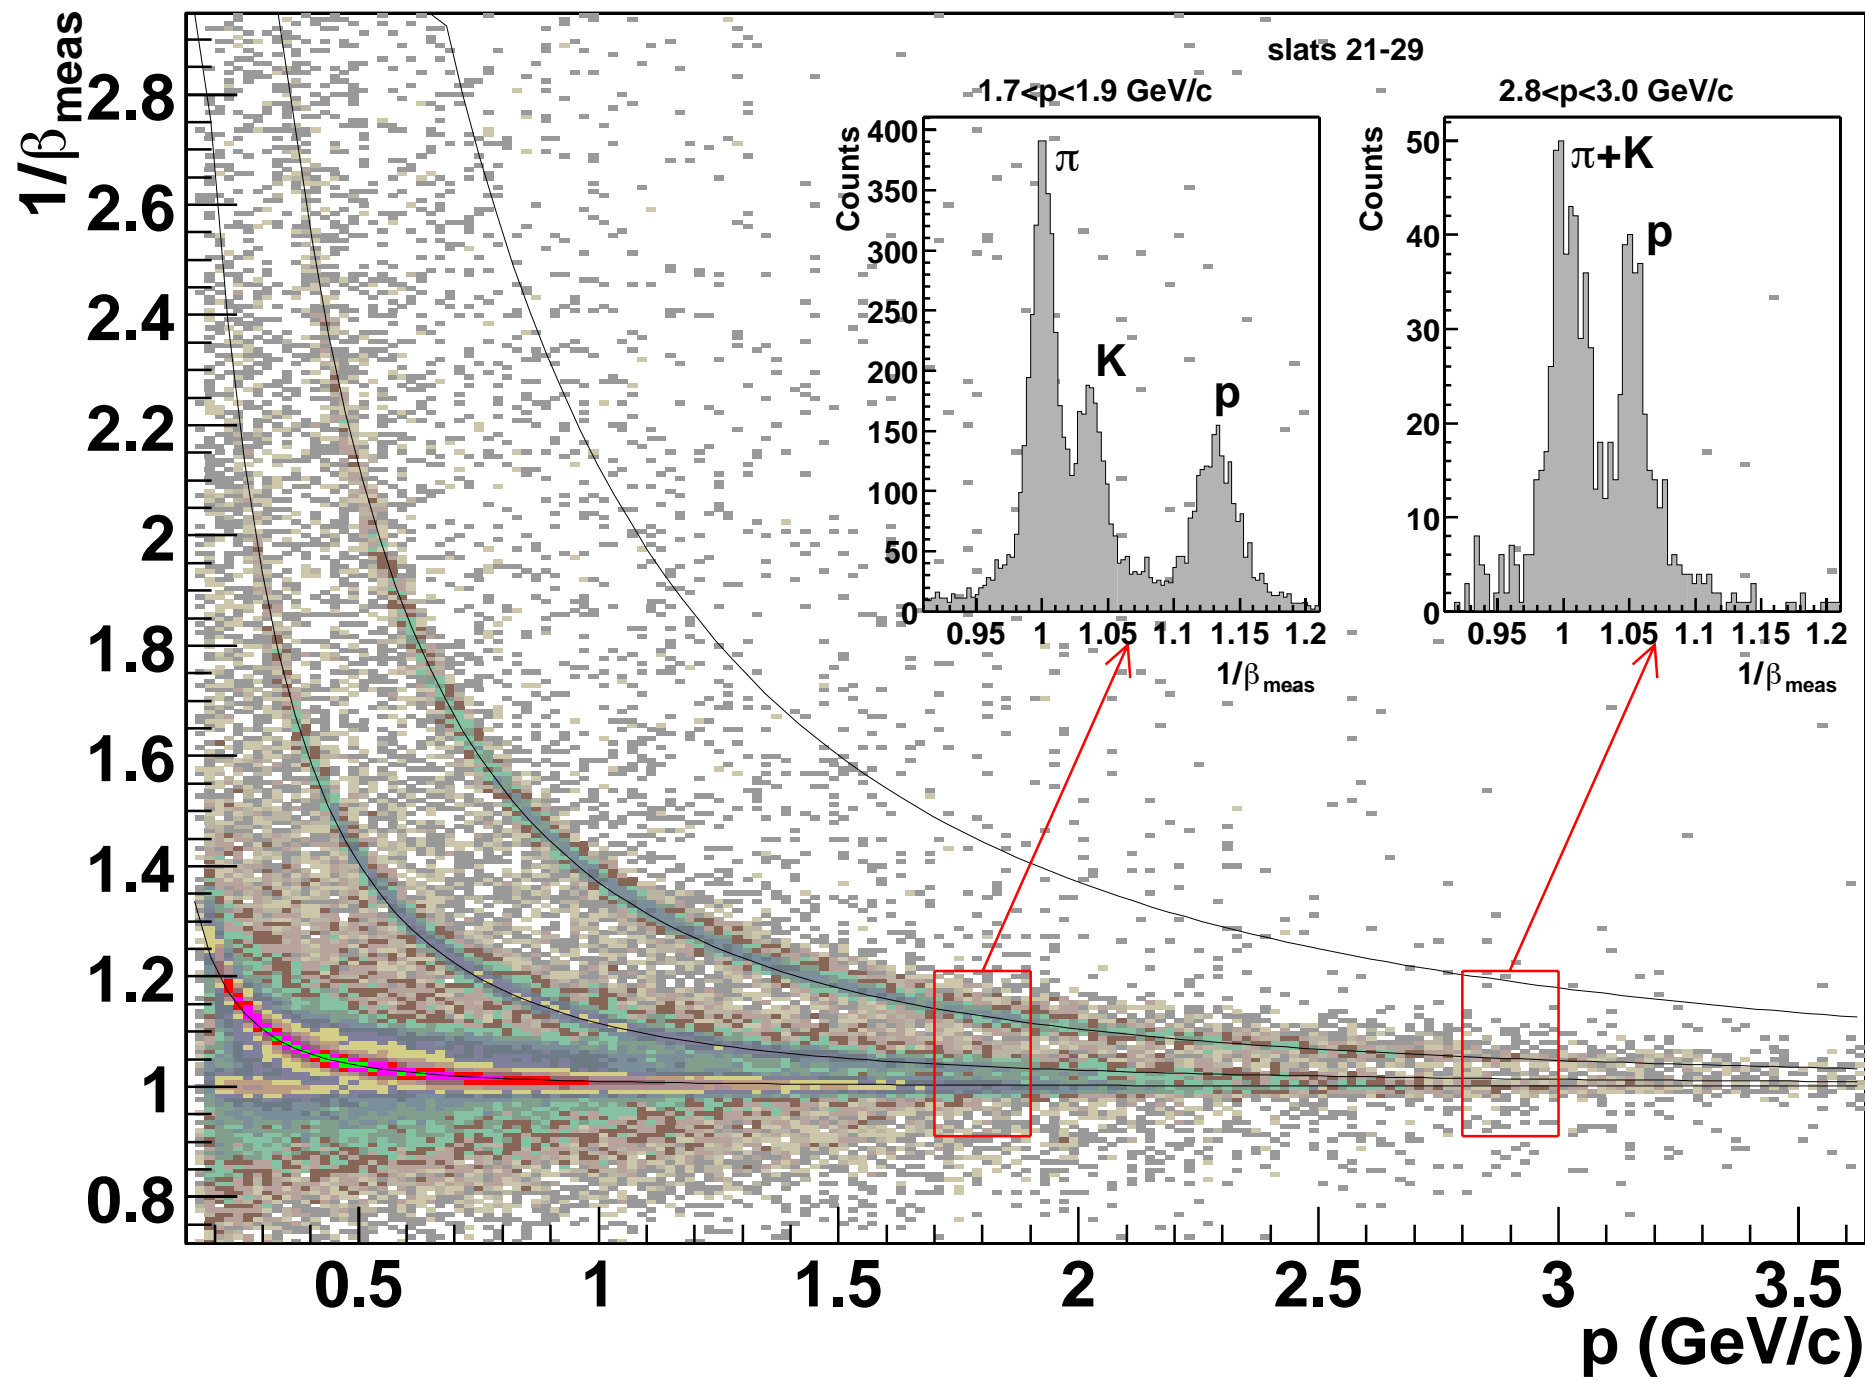 slats 21-29
1.7<p<1.9 GeV/c
2.8<p<3.0 GeV/c
1/βmeas
2.8
2.6
2.4
2.2
2
1.8
1.6
1.4
1.2
1
0.8
Counts
400
350
300
250
200
150
100
50
0
π
K
p
0.95 1 1.05 1.1 1.15 1.2
1/βmeas
Counts
50
40
30
20
10
0
π+K
p
0.95 1 1.05 1.1 1.15 1.2
1/βmeas
0.5 1 1.5 2 2.5 3 3.5
p (GeV/c)